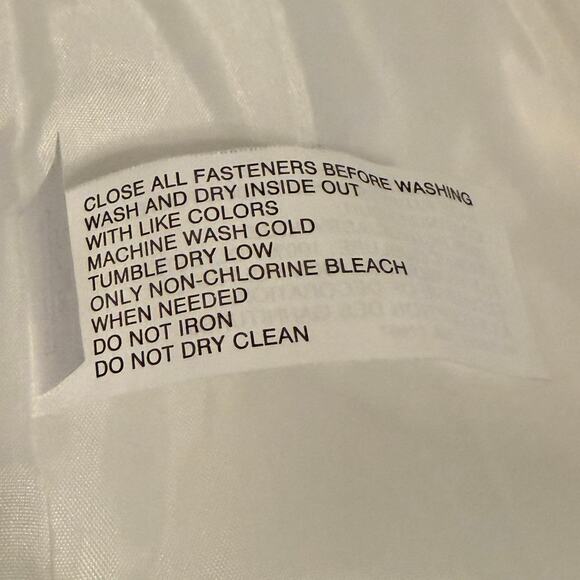 CLOSE ALL FASTENERS BEFORE WASHING
WASH AND DRY INSIDE OUT
WITH LIKE COLORS
MACHINE WASH COLD
TUMBLE DRY LOW
ONLY NON-CHLORINE BLEACH
WHEN NEEDED
DO NOT IRON
DO NOT DRY CLEAN